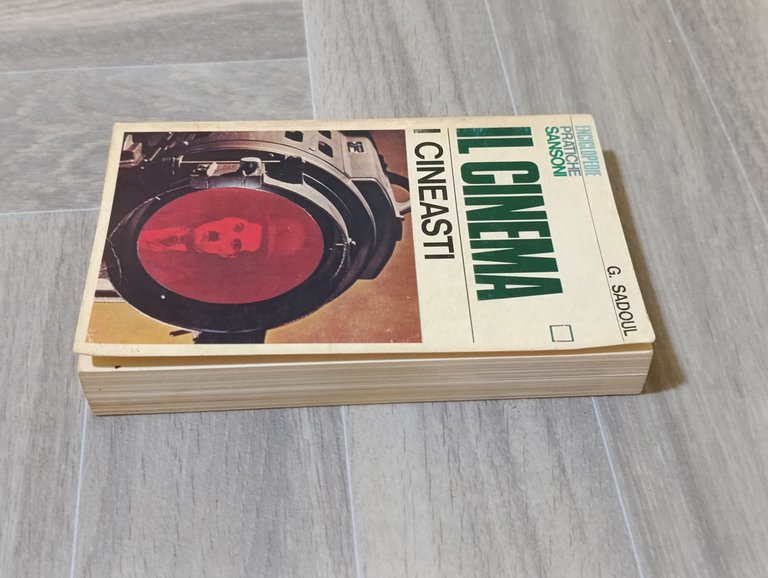 ENCICLOPEDIE
PRATICHE
SANSONI
G. SADOUL
IL CINEMA
I CINEASTI